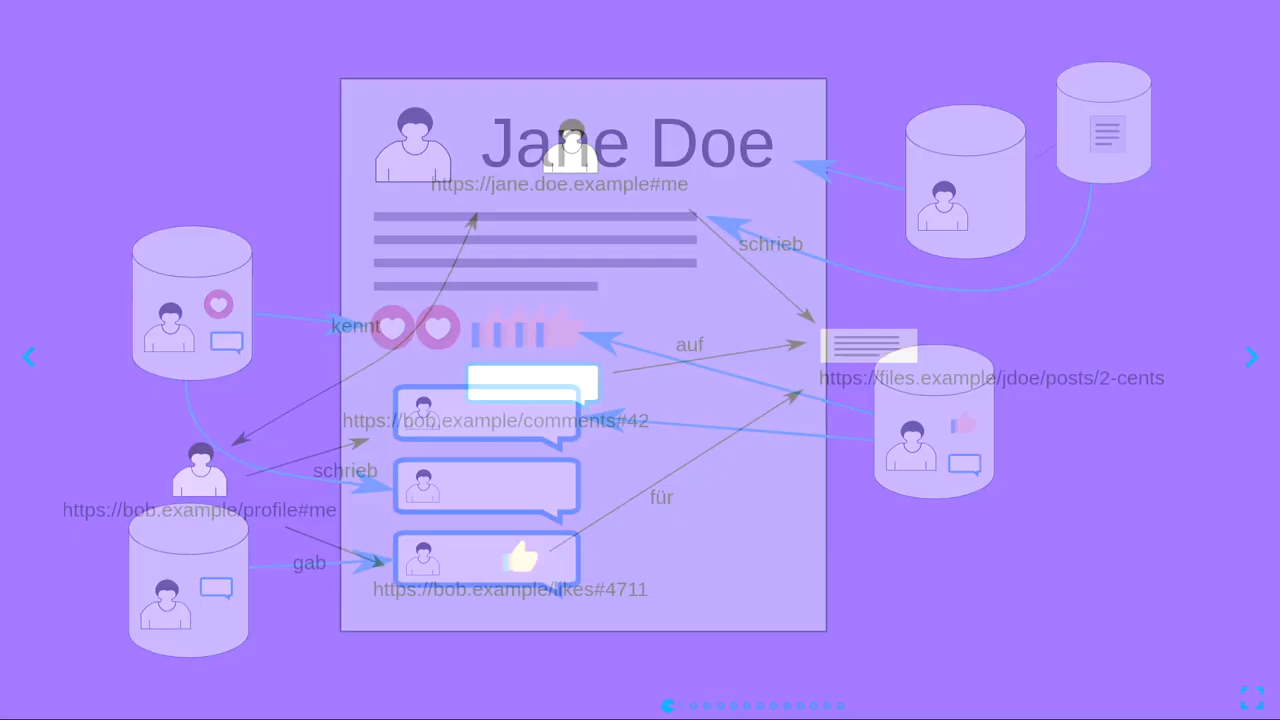 Jane Doe
https://jane.doe.example#me
schrieb
kennt
auf
https://files.example/jdoe/posts/2-cents
https://bob.example/comments#42
schrieb
für
https://bob.example/profile#me
gab
https://bob.example/likes#4711